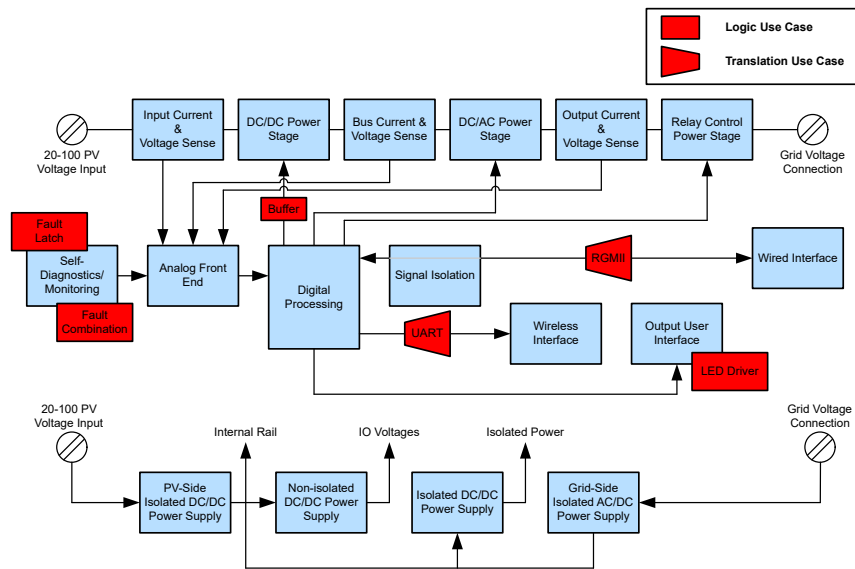 Logic Use Case
Translation Use Case
Input Current
&
Voltage Sense
DC/DC Power
Stage
Bus Current &
Voltage Sense
DC/AC Power
Stage
Output Current
&
Voltage Sense
Relay Control
Power Stage
20-100 PV
Voltage Input
Grid Voltage
Connection
Buffer
Fault
Latch
Self-
Diagnostics/
Monitoring
Fault
Combination
Analog Front
End
Digital
Processing
Signal Isolation
RGMII
Wired Interface
UART
Wireless
Interface
Output User
Interface
LED Driver
20-100 PV
Voltage Input
Internal Rail
IO Voltages
Isolated Power
Grid Voltage
Connection
PV-Side
Isolated DC/DC
Power Supply
Non-isolated
DC/DC Power
Supply
Isolated DC/DC
Power Supply
Grid-Side
Isolated AC/DC
Power Supply